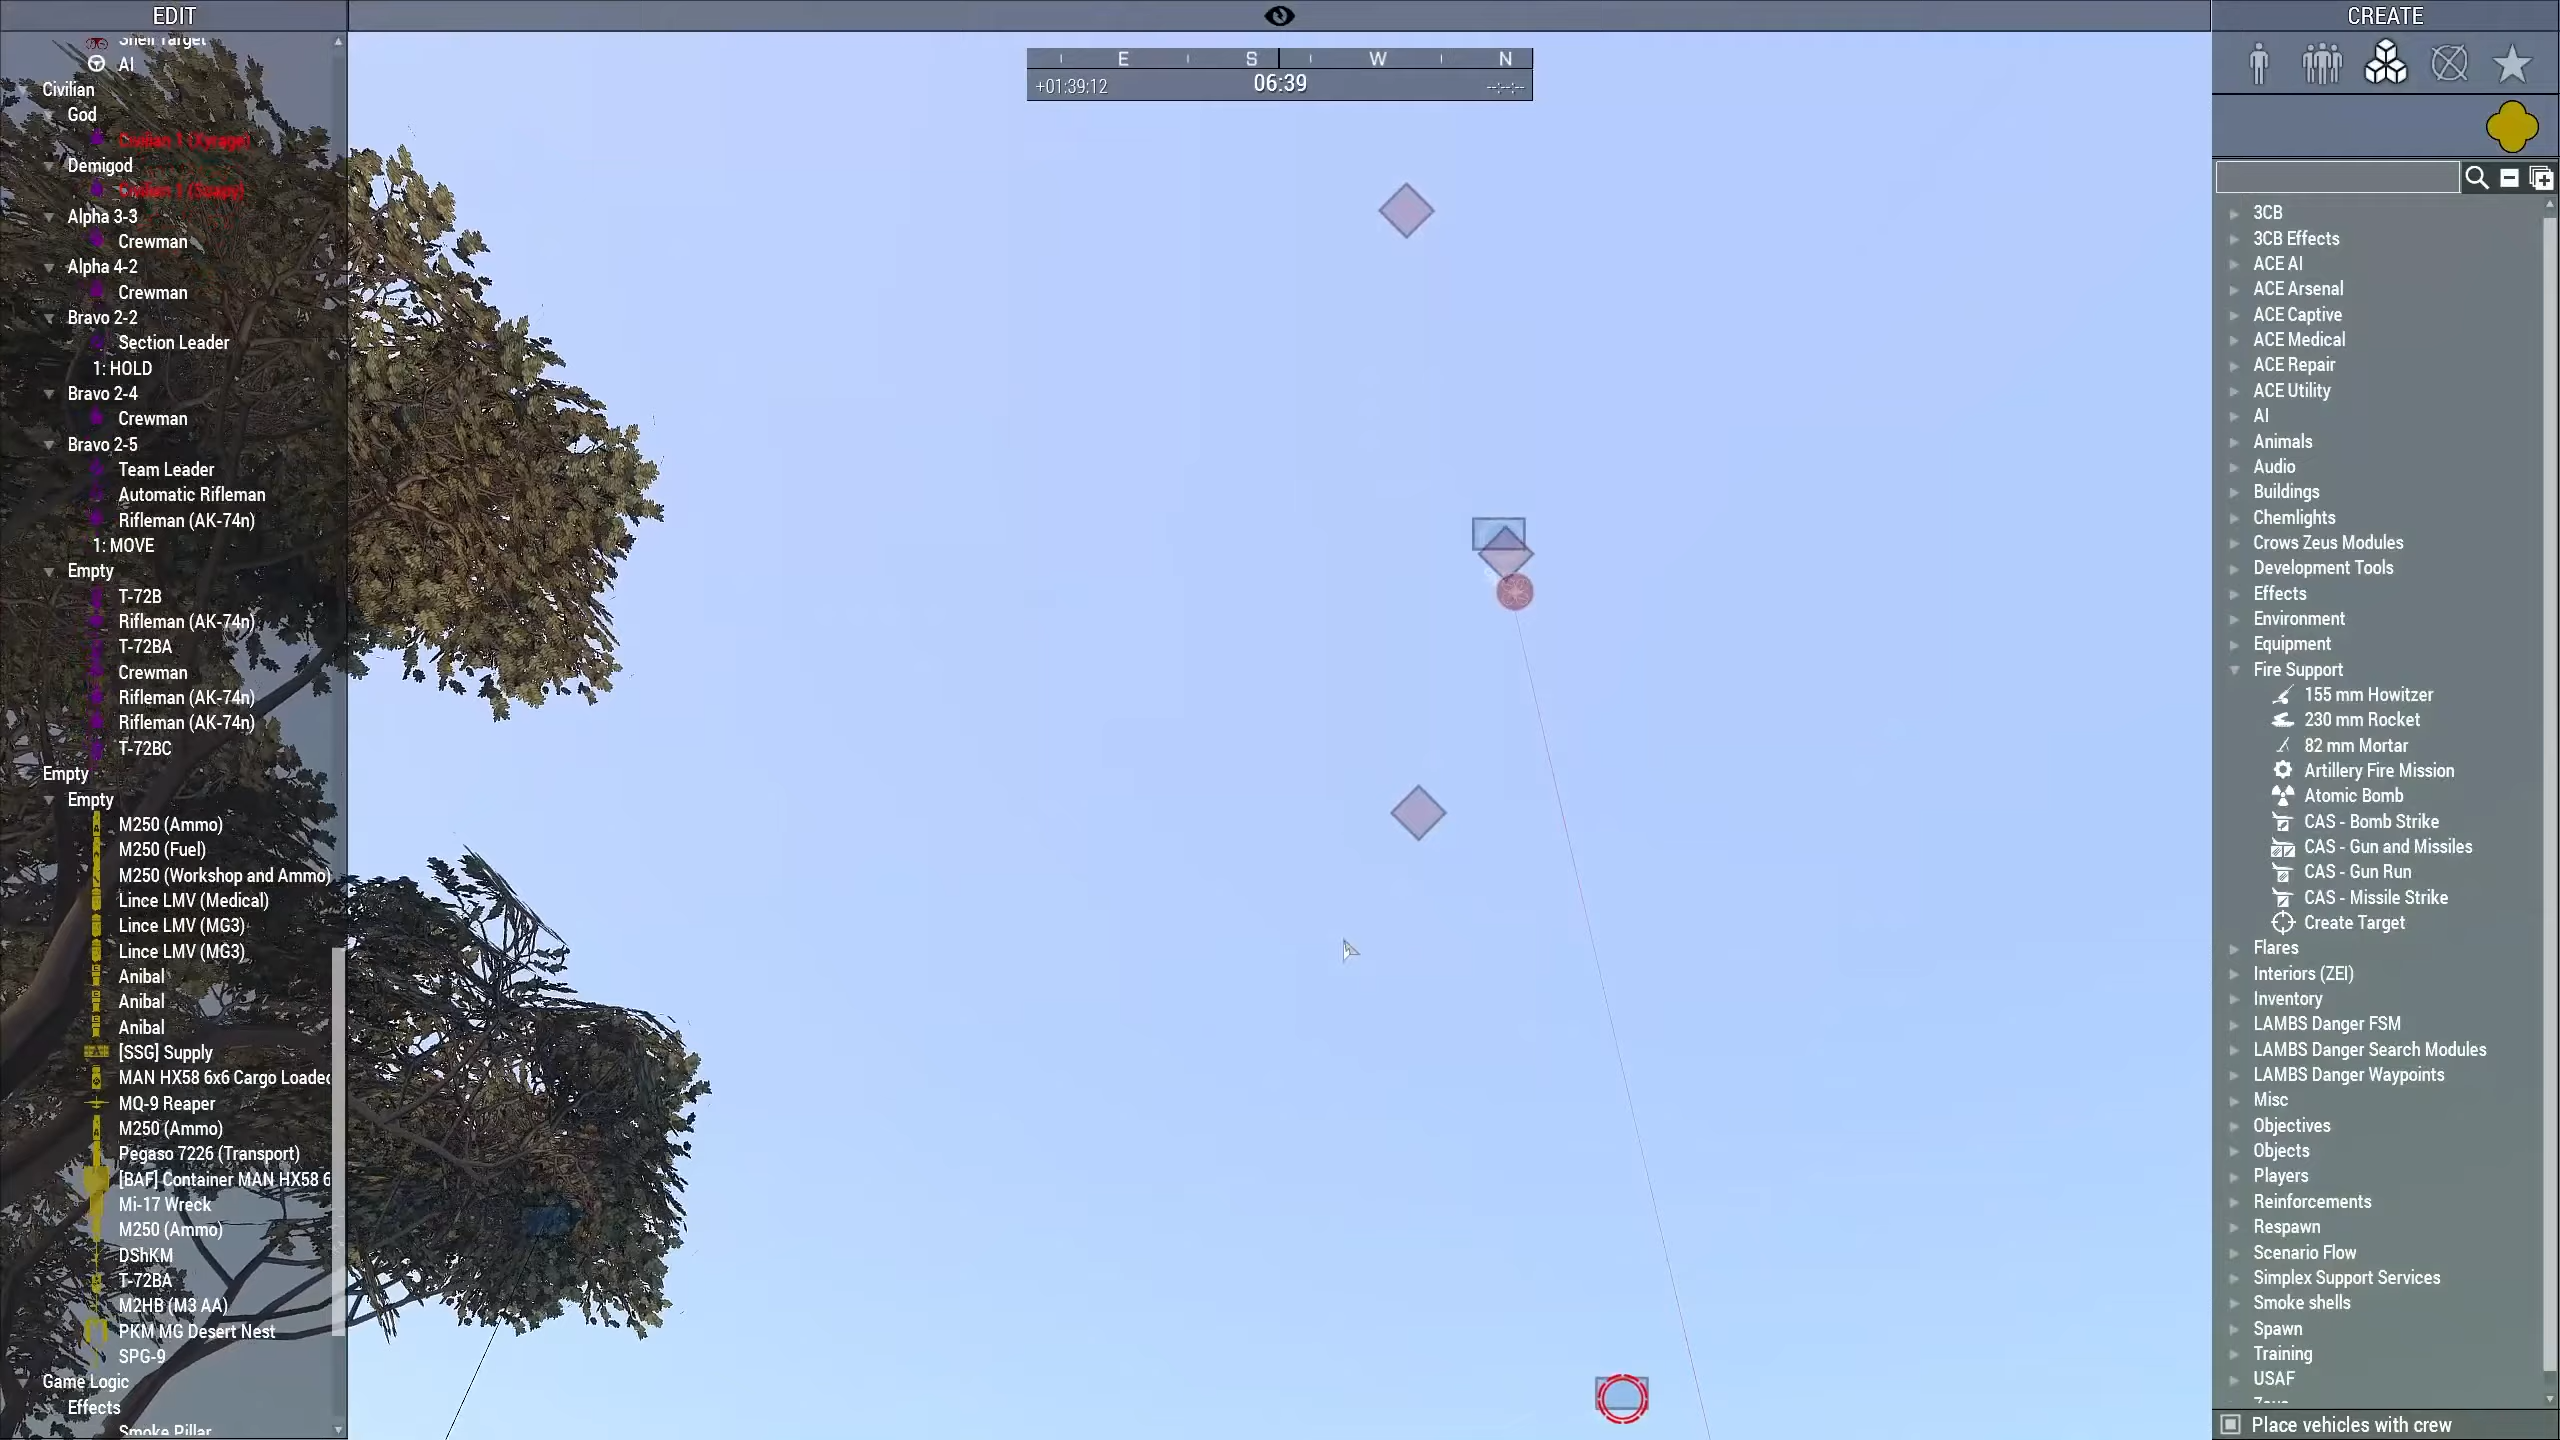 EDIT
Shell Target
AI
Civilian
God
Civilian 1 (Xyrage)
Demigod
Alpha 3-3
Crewman
Alpha 4-2
Crewman
Bravo 2-2
Section Leader
1: HOLD
Bravo 2-4
Crewman
Bravo 2-5
Team Leader
Automatic Rifleman
Rifleman (AK-74n)
1: MOVE
Empty
T-72B
Rifleman (AK-74n)
T-72BA
Crewman
Rifleman (AK-74n)
Rifleman (AK-74n)
T-72BC
Empty
Empty
M250 (Ammo)
M250 (Fuel)
M250 (Workshop and Ammo)
Lince LMV (Medical)
Lince LMV (MG3)
Lince LMV (MG3)
Anibal
Anibal
Anibal
[SSG] Supply
MAN HX58 6x6 Cargo Loaded
MQ-9 Reaper
M250 (Ammo)
Pegaso 7226 (Transport)
[BAF] Container MAN HX58 6
Mi-17 Wreck
M250 (Ammo)
DShKM
T-72BA
M2HB (M3 AA)
PKM MG Desert Nest
SPG-9
Game Logic
Effects
Smoke Pillar
E S W N
+01:39:12 06:39 --:--:--
CREATE
3CB
3CB Effects
ACE AI
ACE Arsenal
ACE Captive
ACE Medical
ACE Repair
ACE Utility
AI
Animals
Audio
Buildings
Chemlights
Crows Zeus Modules
Development Tools
Effects
Environment
Equipment
Fire Support
155 mm Howitzer
230 mm Rocket
82 mm Mortar
Artillery Fire Mission
Atomic Bomb
CAS - Bomb Strike
CAS - Gun and Missiles
CAS - Gun Run
CAS - Missile Strike
Create Target
Flares
Interiors (ZEI)
Inventory
LAMBS Danger FSM
LAMBS Danger Search Modules
LAMBS Danger Waypoints
Misc
Objectives
Objects
Players
Reinforcements
Respawn
Scenario Flow
Simplex Support Services
Smoke shells
Spawn
Training
USAF
Place vehicles with crew